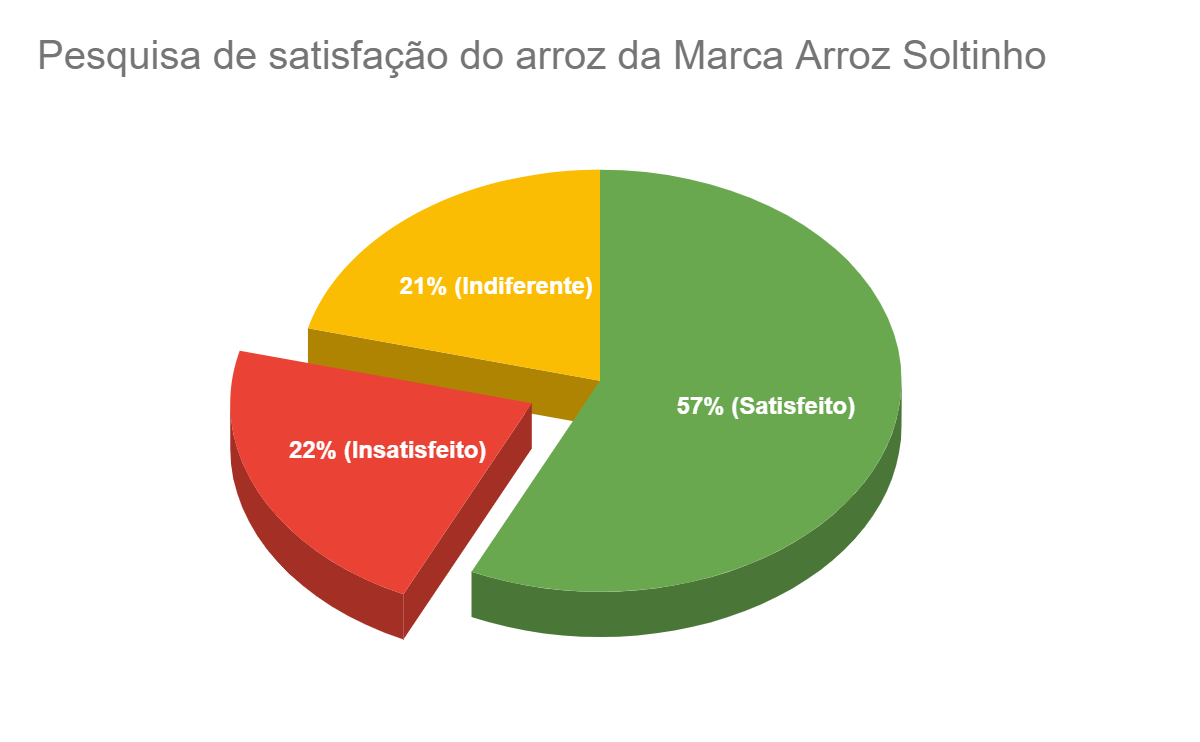 Pesquisa de satisfação do arroz da Marca Arroz Soltinho
21% (Indiferente)
57% (Satisfeito)
22% (Insatisfeito)